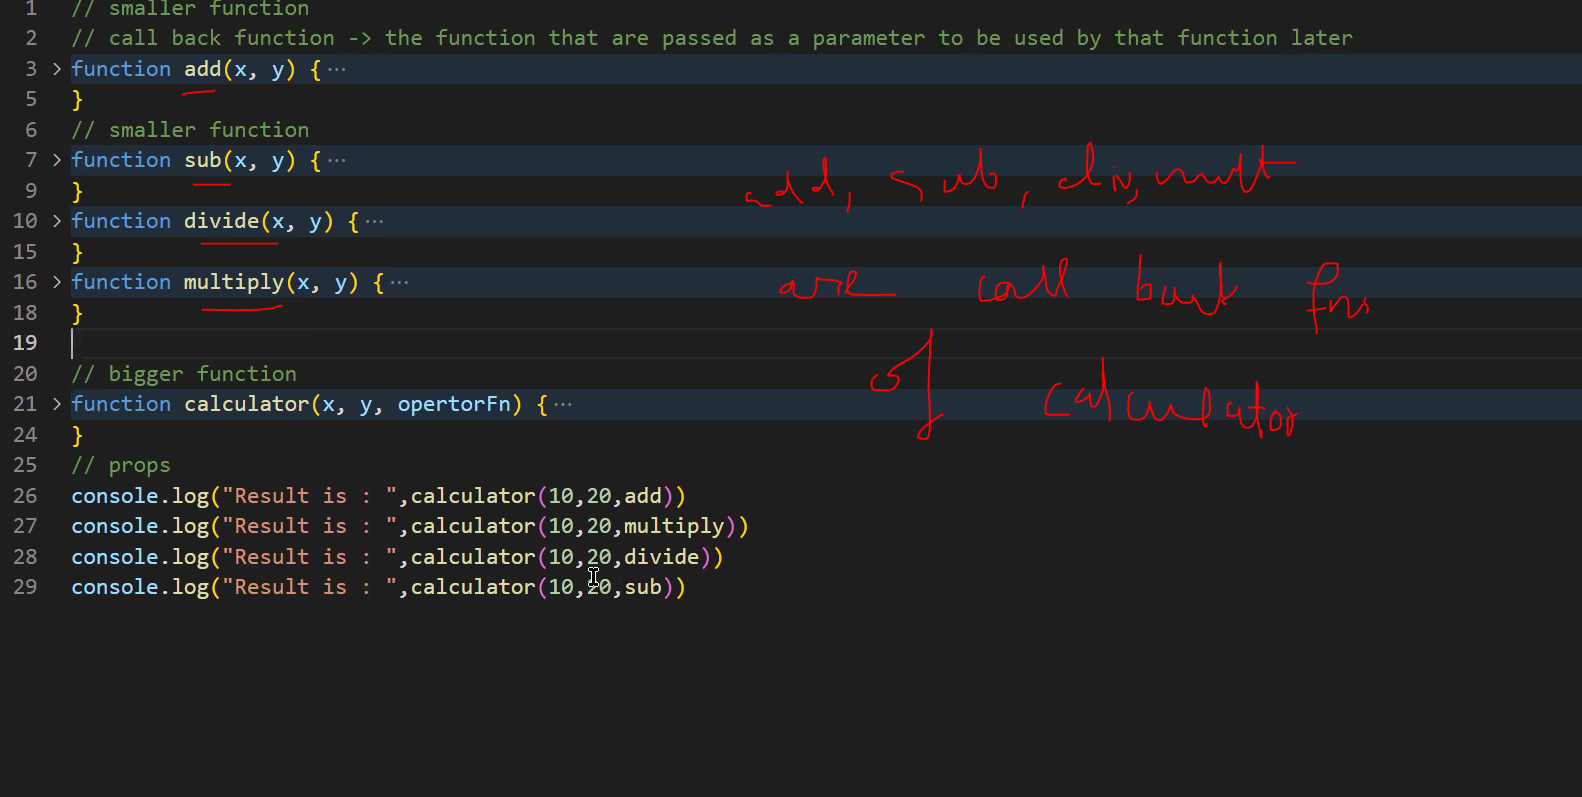 1 // smaller function
2 // call back function -> the function that are passed as a parameter to be used by that function later
3 > function add(x, y) { ···
5 }
6 // smaller function
7 > function sub(x, y) { ···
9 }
add, sub, div, mult
10 > function divide(x, y) { ···
15 }
16 > function multiply(x, y) { ···
18 }
are call back fns
19
20 // bigger function
21 > function calculator(x, y, opertorFn) { ···
24 }
of calculator
25 // props
26 console.log("Result is : ",calculator(10,20,add))
27 console.log("Result is : ",calculator(10,20,multiply))
28 console.log("Result is : ",calculator(10,20,divide))
29 console.log("Result is : ",calculator(10,20,sub))